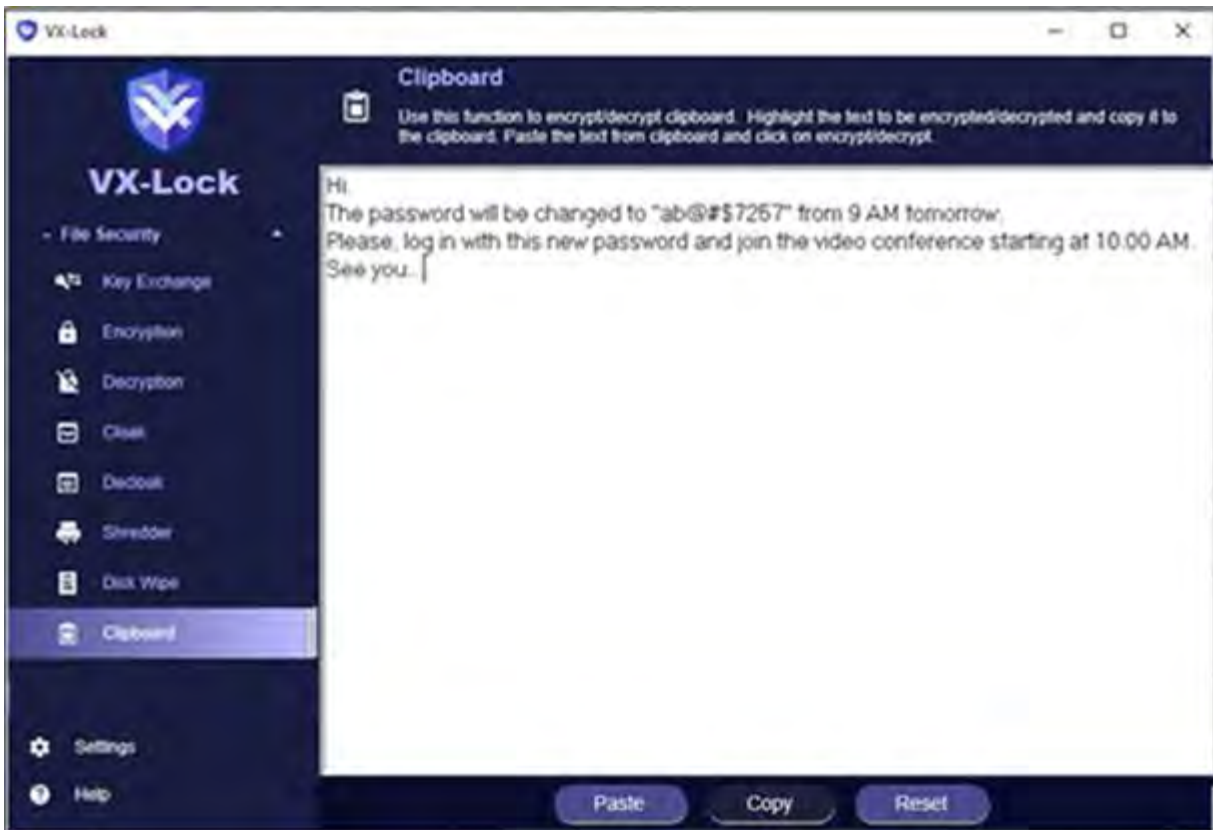 VX-Lock
Clipboard
Use this function to encrypt/decrypt clipboard. Highlight the text to be encrypted/decrypted and copy it to
the clipboard. Paste the text from clipboard and click on encrypt/decrypt.
VX-Lock
- File Security
Key Exchange
Encryption
Decryption
Cloak
Decloak
Shredder
Disk Wipe
Clipboard
Settings
Help
Hi.
The password will be changed to "ab@#$7267" from 9 AM tomorrow.
Please, log in with this new password and join the video conference starting at 10.00 AM.
See you..
Paste Copy Reset